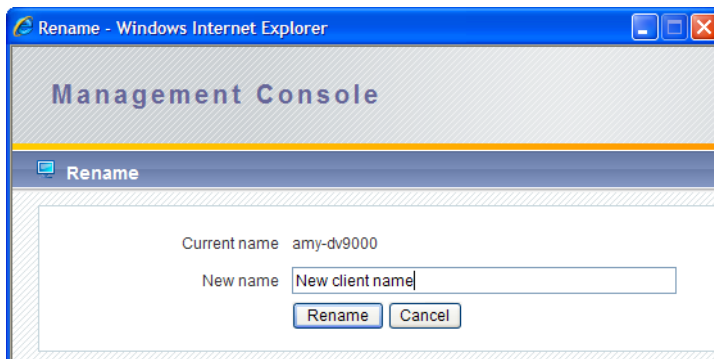 Rename - Windows Internet Explorer
Management Console
Rename
Current name amy-dv9000
New name New client name
Rename Cancel